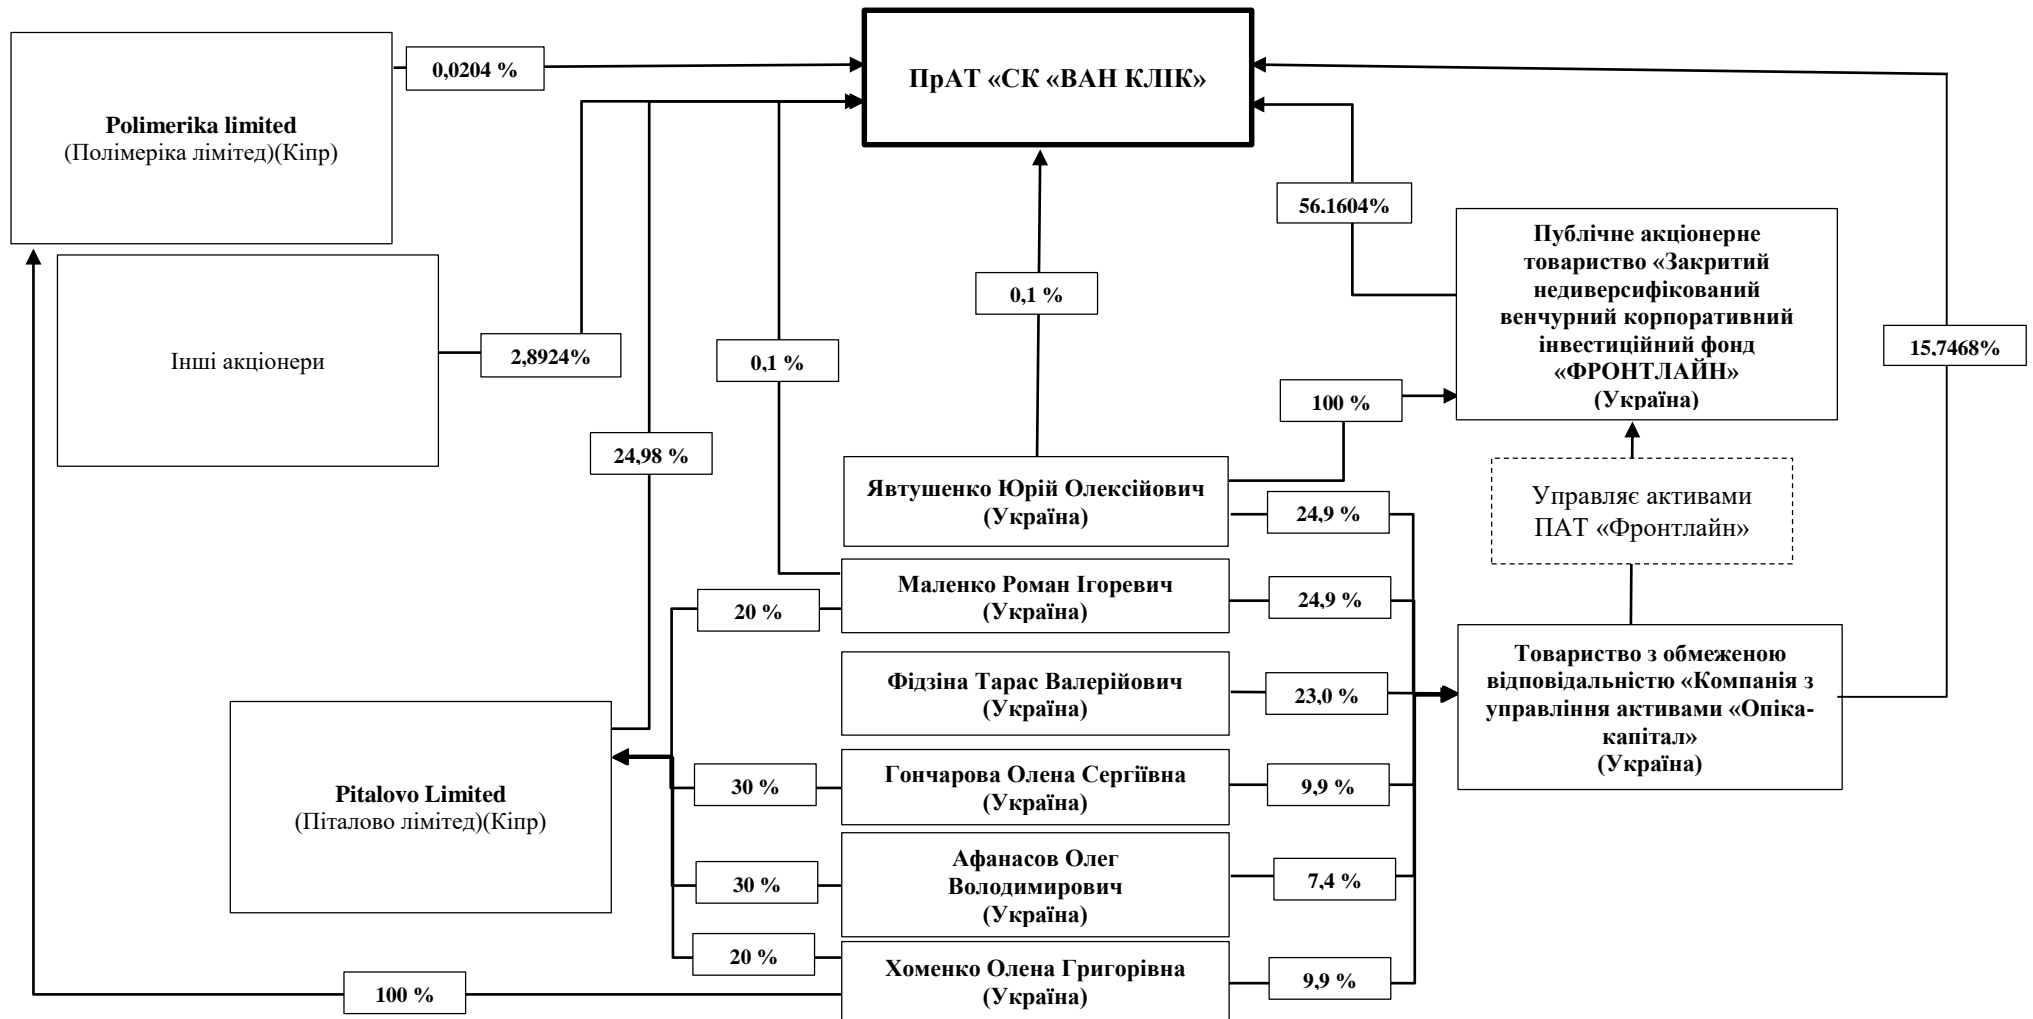 ПрАТ «СК «ВАН КЛІК»
0,0204 %
Polimerika limited
(Полімеріка лімітед)(Кіпр)
56,1604%
Публічне акціонерне
товариство «Закритий
недиверсифікований
венчурний корпоративний
інвестиційний фонд
«ФРОНТЛАЙН»
(Україна)
0,1 %
Інші акціонери
2,8924%
0,1 %
15,7468%
100 %
24,98 %
Явтушенко Юрій Олексійович
(Україна)
24,9 %
Управляє активами
ПАТ «Фронтлайн»
Маленко Роман Ігоревич
(Україна)
20 %
24,9 %
Фідзіна Тарас Валерійович
(Україна)
23,0 %
Товариство з обмеженою
відповідальністю «Компанія з
управління активами «Опіка-
капітал»
(Україна)
Pitalovo Limited
(Піталово лімітед)(Кіпр)
30 %
Гончарова Олена Сергіївна
(Україна)
9,9 %
30 %
Афанасов Олег
Володимирович
(Україна)
7,4 %
20 %
Хоменко Олена Григорівна
(Україна)
9,9 %
100 %